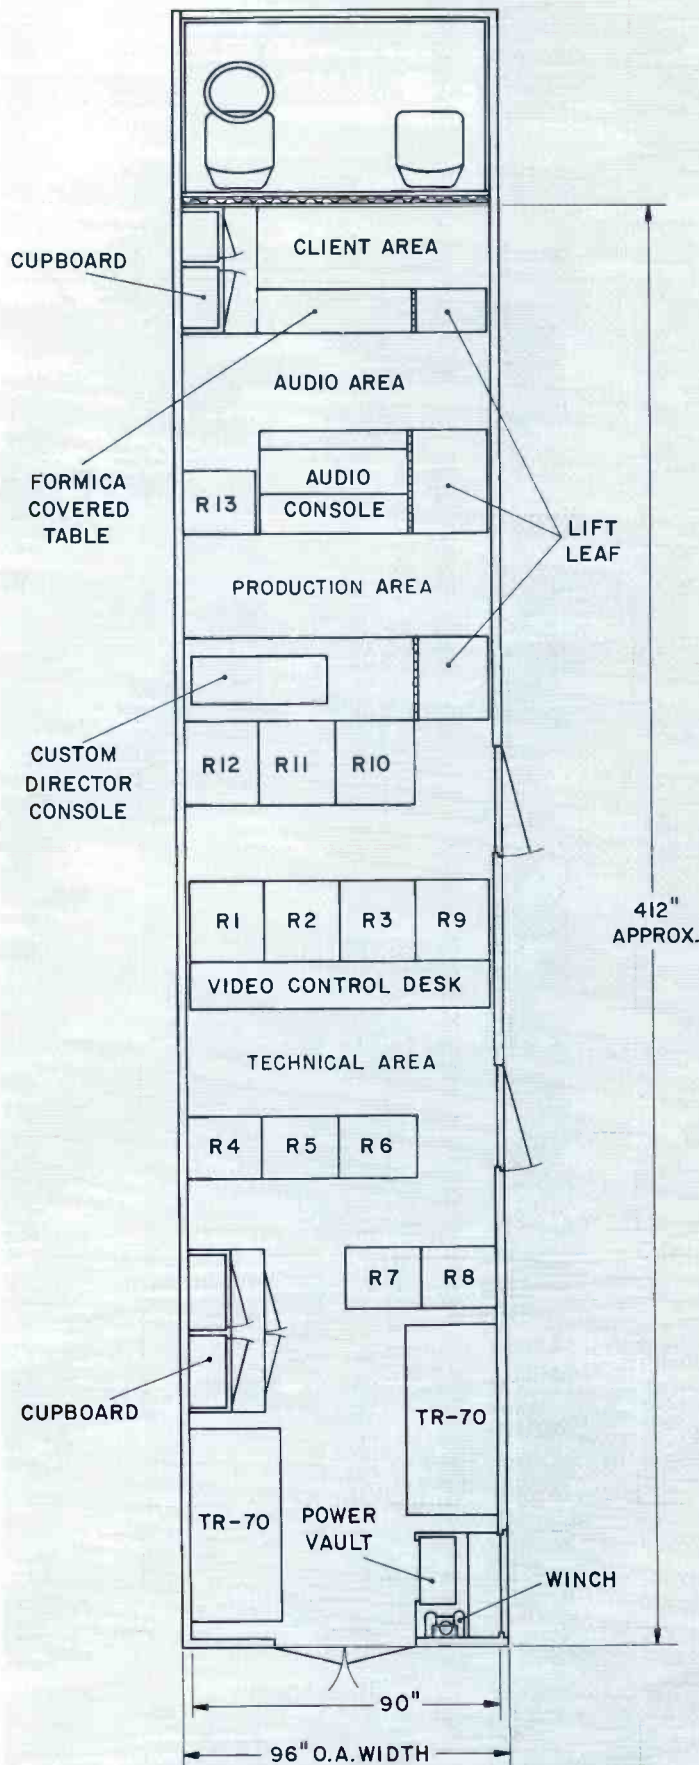 CLIENT AREA
CUPBOARD
AUDIO AREA
FORMICA
COVERED
TABLE
R13
AUDIO
CONSOLE
LIFT
LEAF
PRODUCTION AREA
CUSTOM
DIRECTOR
CONSOLE
R12 R11 R10
R1 R2 R3 R9
412"
APPROX.
VIDEO CONTROL DESK
TECHNICAL AREA
R4 R5 R6
R7 R8
CUPBOARD
TR-70
TR-70
POWER
VAULT
WINCH
90"
96" O.A. WIDTH